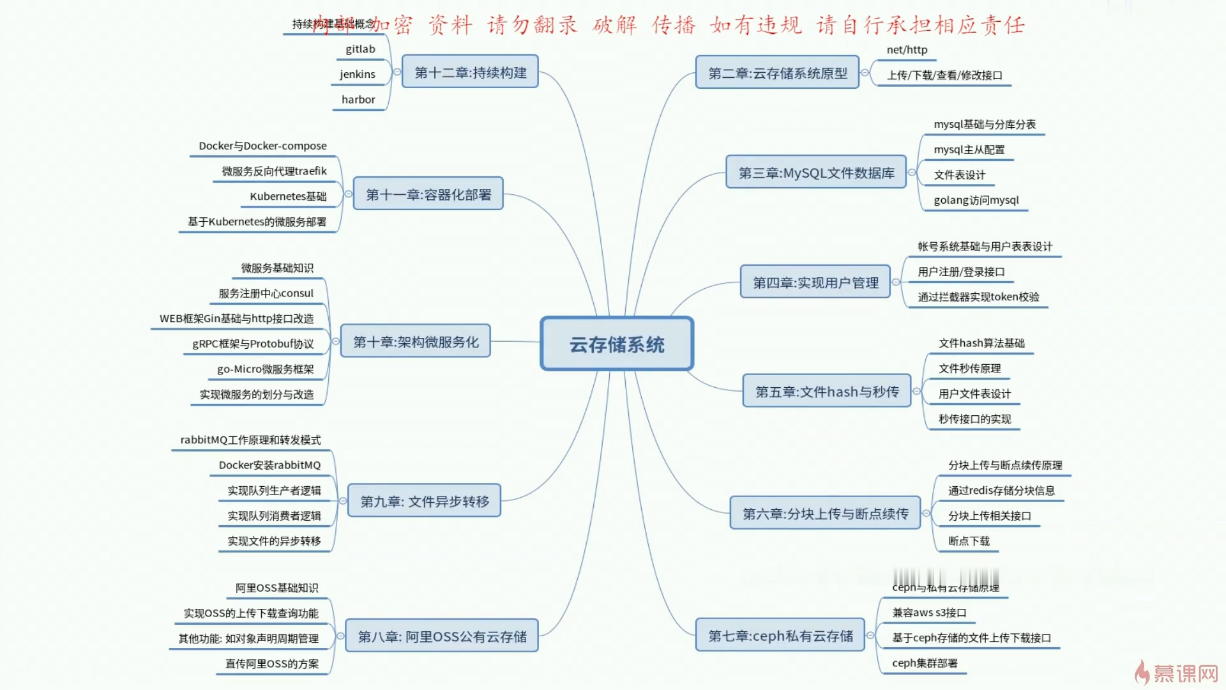 加密 资料 请勿翻录 破解 传播 如有违规 请自行承担相应责任
云存储系统
第二章:云存储系统原型
net/http
上传/下载/查看/修改接口
第三章:MySQL文件数据库
mysql基础与分库分表
mysql主从配置
文件表设计
golang访问mysql
第四章:实现用户管理
帐号系统基础与用户表表设计
用户注册/登录接口
通过拦截器实现token校验
第五章:文件hash与秒传
文件hash算法基础
文件秒传原理
用户文件表设计
秒传接口的实现
第六章:分块上传与断点续传
分块上传与断点续传原理
通过redis存储分块信息
分块上传相关接口
断点下载
第七章:ceph私有云存储
ceph与私有云存储原理
兼容aws s3接口
基于ceph存储的文件上传下载接口
ceph集群部署
第八章: 阿里OSS公有云存储
阿里OSS基础知识
实现OSS的上传下载查询功能
其他功能: 如对象声明周期管理
直传阿里OSS的方案
第九章: 文件异步转移
rabbitMQ工作原理和转发模式
Docker安装rabbitMQ
实现队列生产者逻辑
实现队列消费者逻辑
实现文件的异步转移
第十章:架构微服务化
微服务基础知识
服务注册中心consul
WEB框架Gin基础与http接口改造
gRPC框架与Protobuf协议
go-Micro微服务框架
实现微服务的划分与改造
第十一章:容器化部署
Docker与Docker-compose
微服务反向代理traefik
Kubernetes基础
基于Kubernetes的微服务部署
第十二章:持续构建
持续构建基础概念
gitlab
jenkins
harbor
慕课网